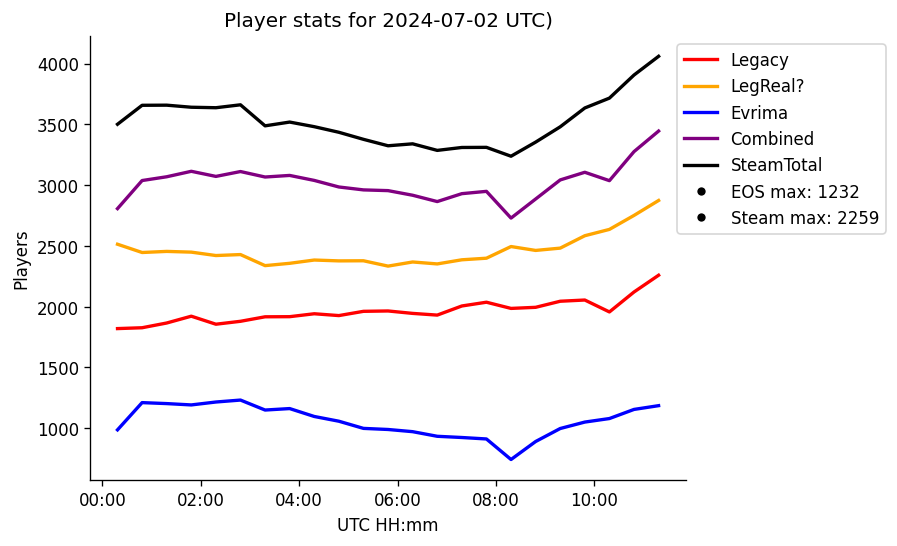 Player stats for 2024-07-02 UTC)
Legacy
LegReal?
Evrima
Combined
SteamTotal
EOS max: 1232
Steam max: 2259
Players
4000
3500
3000
2500
2000
1500
1000
00:00 02:00 04:00 06:00 08:00 10:00
UTC HH:mm